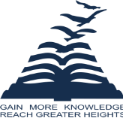 GAIN MORE KNOWLEDGE
REACH GREATER HEIGHTS